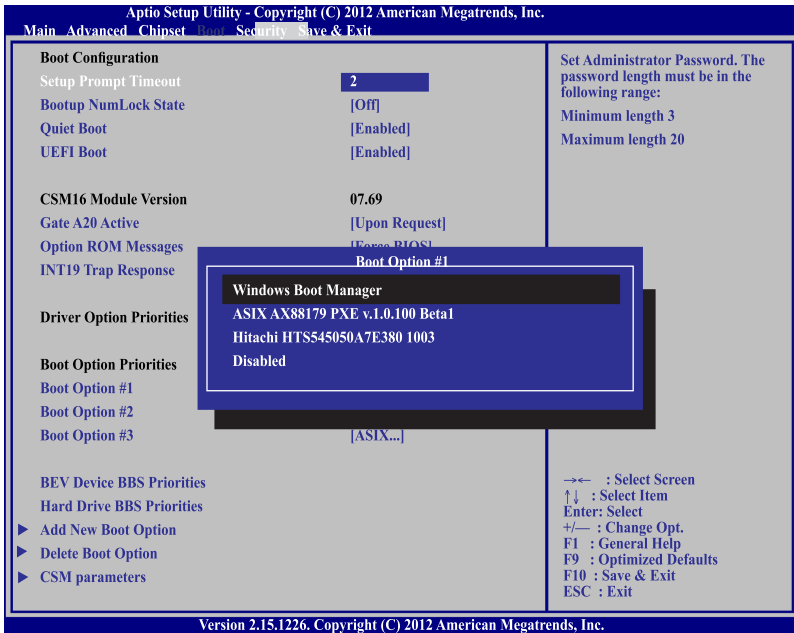 Aptio Setup Utility - Copyright (C) 2012 American Megatrends, Inc.
Main Advanced Chipset Boot Security Save & Exit
Boot Configuration
Setup Prompt Timeout 2
Bootup NumLock State [Off]
Quiet Boot [Enabled]
UEFI Boot [Enabled]
CSM16 Module Version 07.69
Gate A20 Active [Upon Request]
Option ROM Messages [Force BIOS]
INT19 Trap Response
Driver Option Priorities
Boot Option Priorities
Boot Option #1
Boot Option #2
Boot Option #3 [ASIX...]
BEV Device BBS Priorities
Hard Drive BBS Priorities
Add New Boot Option
Delete Boot Option
CSM parameters
Boot Option #1
Windows Boot Manager
ASIX AX88179 PXE v.1.0.100 Beta1
Hitachi HTS545050A7E380 1003
Disabled
Set Administrator Password. The
password length must be in the
following range:
Minimum length 3
Maximum length 20
→← : Select Screen
↑↓ : Select Item
Enter: Select
+/— : Change Opt.
F1 : General Help
F9 : Optimized Defaults
F10 : Save & Exit
ESC : Exit
Version 2.15.1226. Copyright (C) 2012 American Megatrends, Inc.